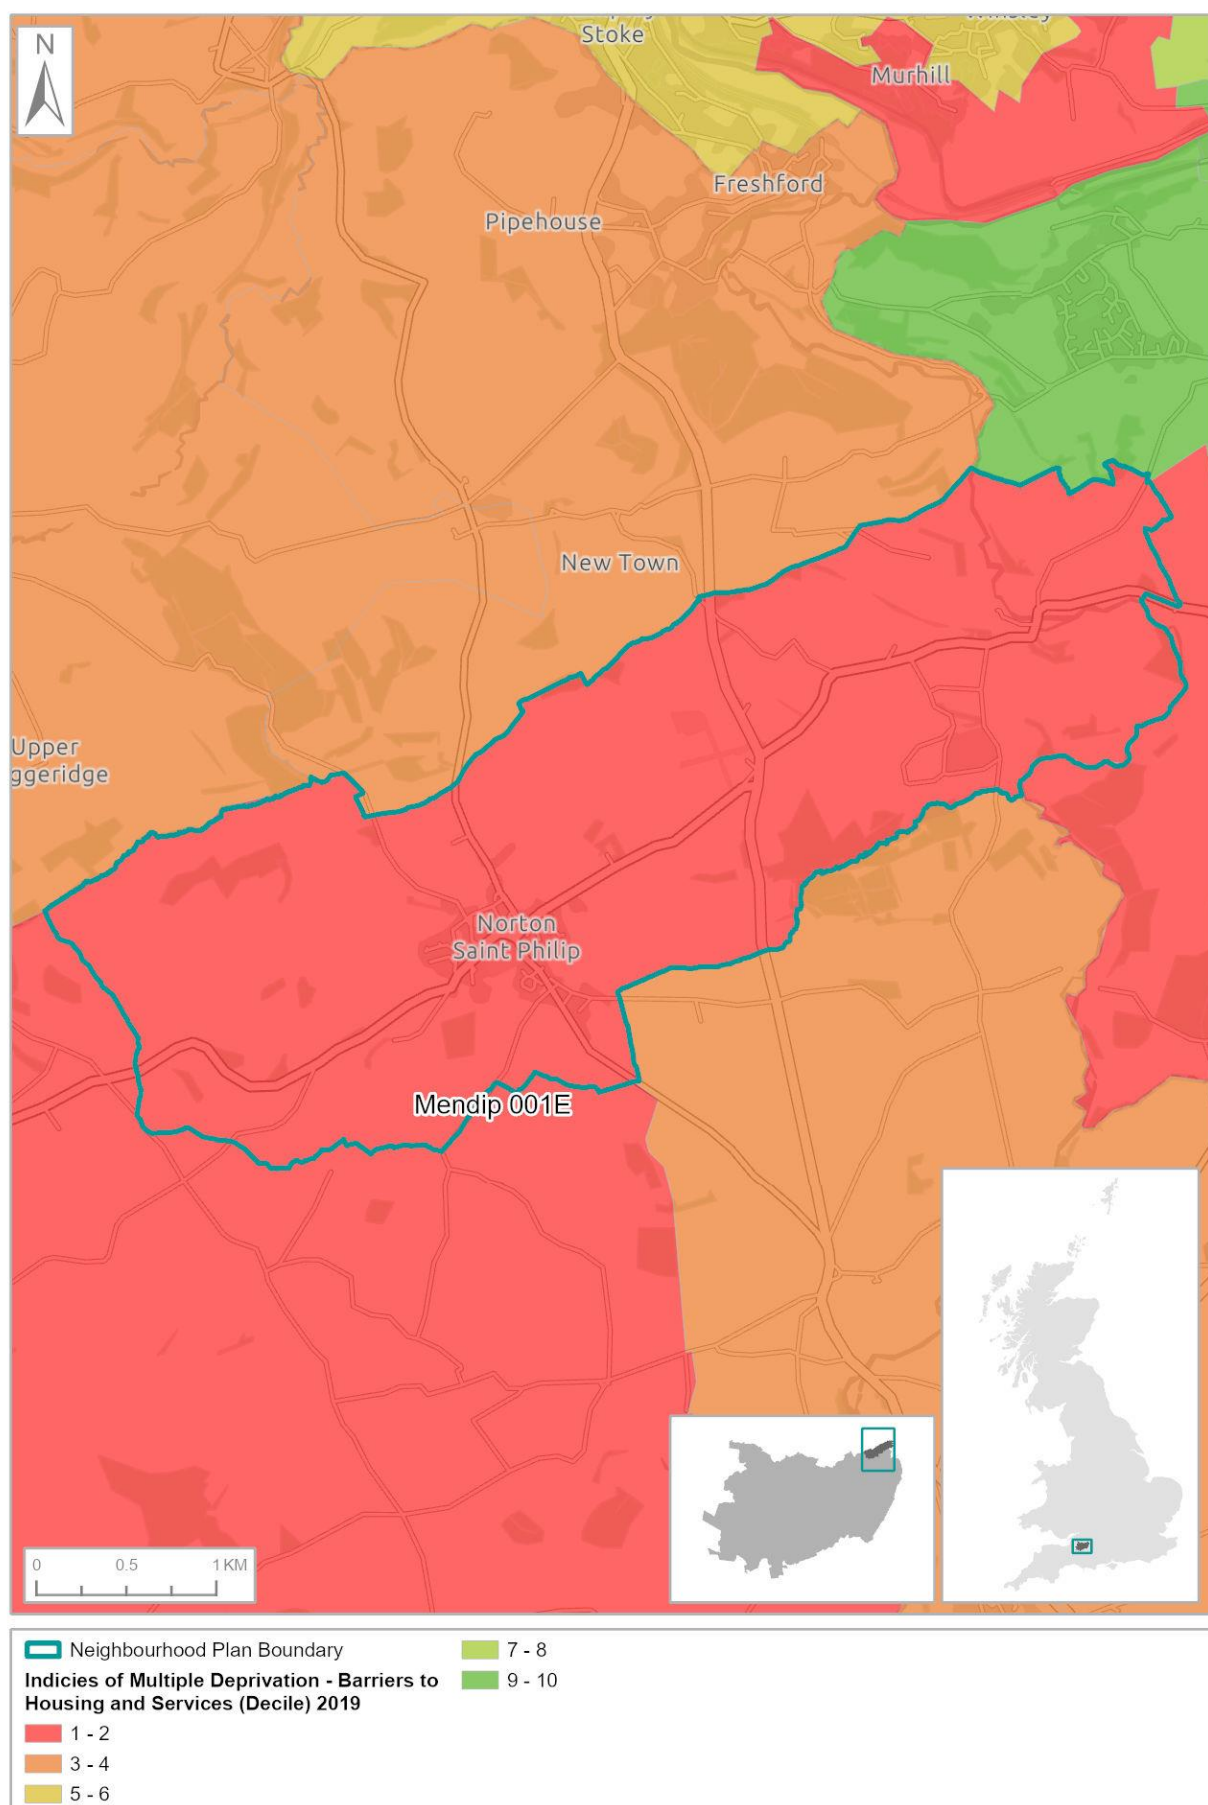 Stoke
N
Murhill
Freshford
Pipehouse
New Town
Upper
ggeridge
Norton
Saint Philip
Mendip 001E
0 0.5 1 KM
Neighbourhood Plan Boundary
Indicies of Multiple Deprivation - Barriers to
Housing and Services (Decile) 2019
1 - 2
3 - 4
5 - 6
7 - 8
9 - 10